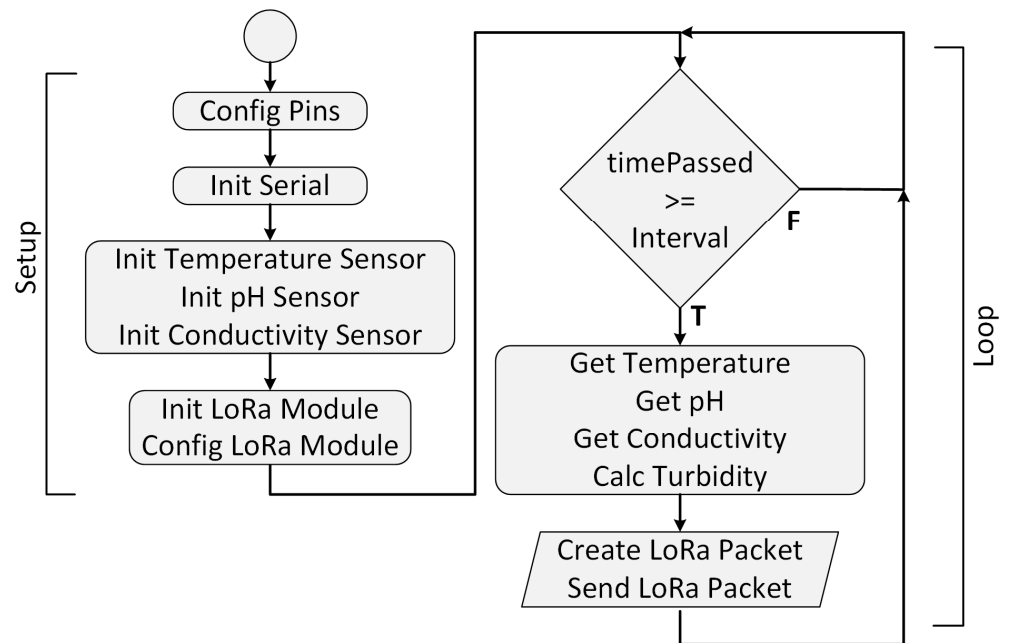 Setup
Config Pins
Init Serial
Init Temperature Sensor
Init pH Sensor
Init Conductivity Sensor
Init LoRa Module
Config LoRa Module
timePassed
>=
Interval
F
T
Get Temperature
Get pH
Get Conductivity
Calc Turbidity
Create LoRa Packet
Send LoRa Packet
Loop